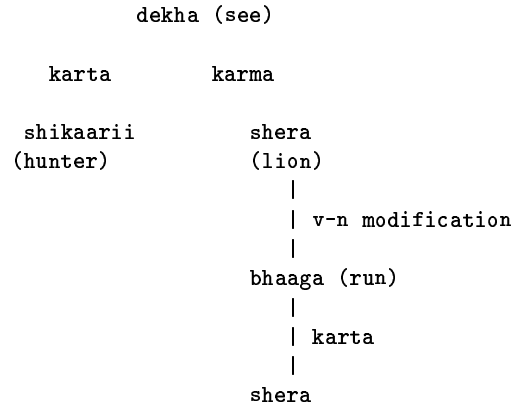 dekha (see)
karta karma
shikaarii shera
(hunter) (lion)
v-n modification
bhaaga (run)
karta
shera